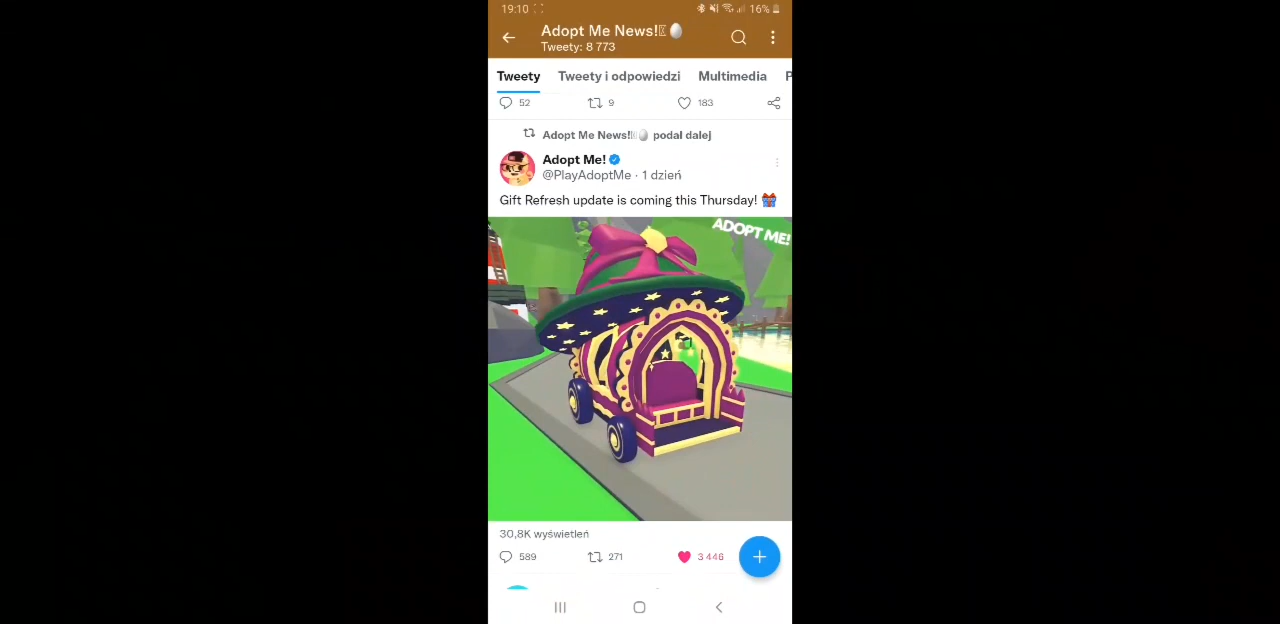 19:10
16%
Adopt Me News!
Tweety: 8 773
Tweety Tweety i odpowiedzi Multimedia P
52 9 183
Adopt Me News! podał dalej
Adopt Me!
@PlayAdoptMe · 1 dzień
Gift Refresh update is coming this Thursday! 🎁
ADOPT ME!
30,8K wyświetleń
589 271 3 446